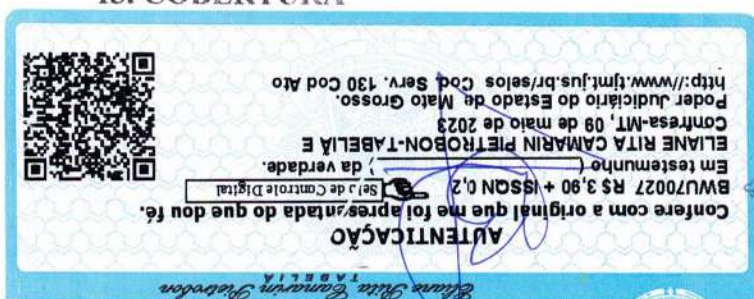 13. COBERTURA
Eliane Rita Camarin Pietrobon
TABELIÃ
AUTENTICAÇÃO
Confere com a original que me foi apresentada do que dou fé.
BWU70027 R$ 3,90 + ISSQN 0,2
Selo de Controle Digital
Em testemunho ( ) da verdade.
ELIANE RITA CAMARIN PIETROBON-TABELIÃ E
Confresa-MT, 09 de maio de 2023
Poder Judiciário do Estado de Mato Grosso.
http://www.tjmt.jus.br/selos Cod. Serv. 130 Cod Ato